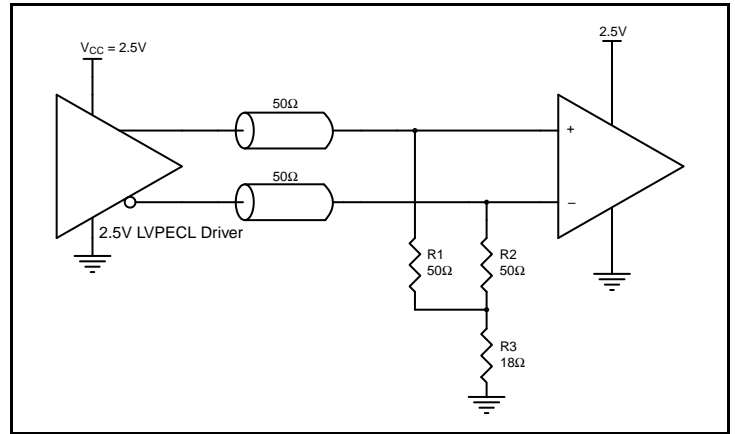 2.5V
V_CC = 2.5V
50Ω
+
50Ω
−
2.5V LVPECL Driver
R1
50Ω
R2
50Ω
R3
18Ω